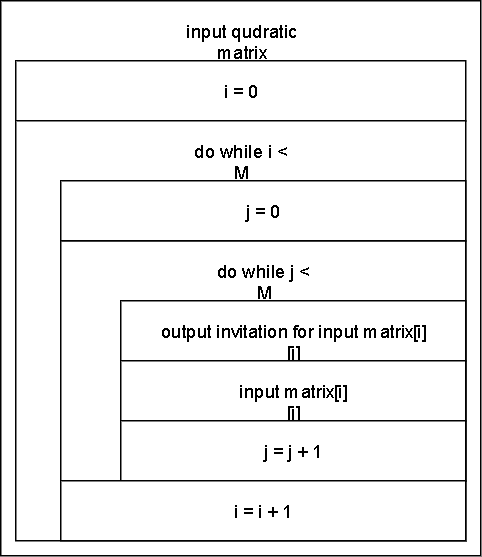 input qudratic
matrix
i = 0
do while i <
M
j = 0
do while j <
M
output invitation for input matrix[i]
[j]
input matrix[i]
[j]
j = j + 1
i = i + 1